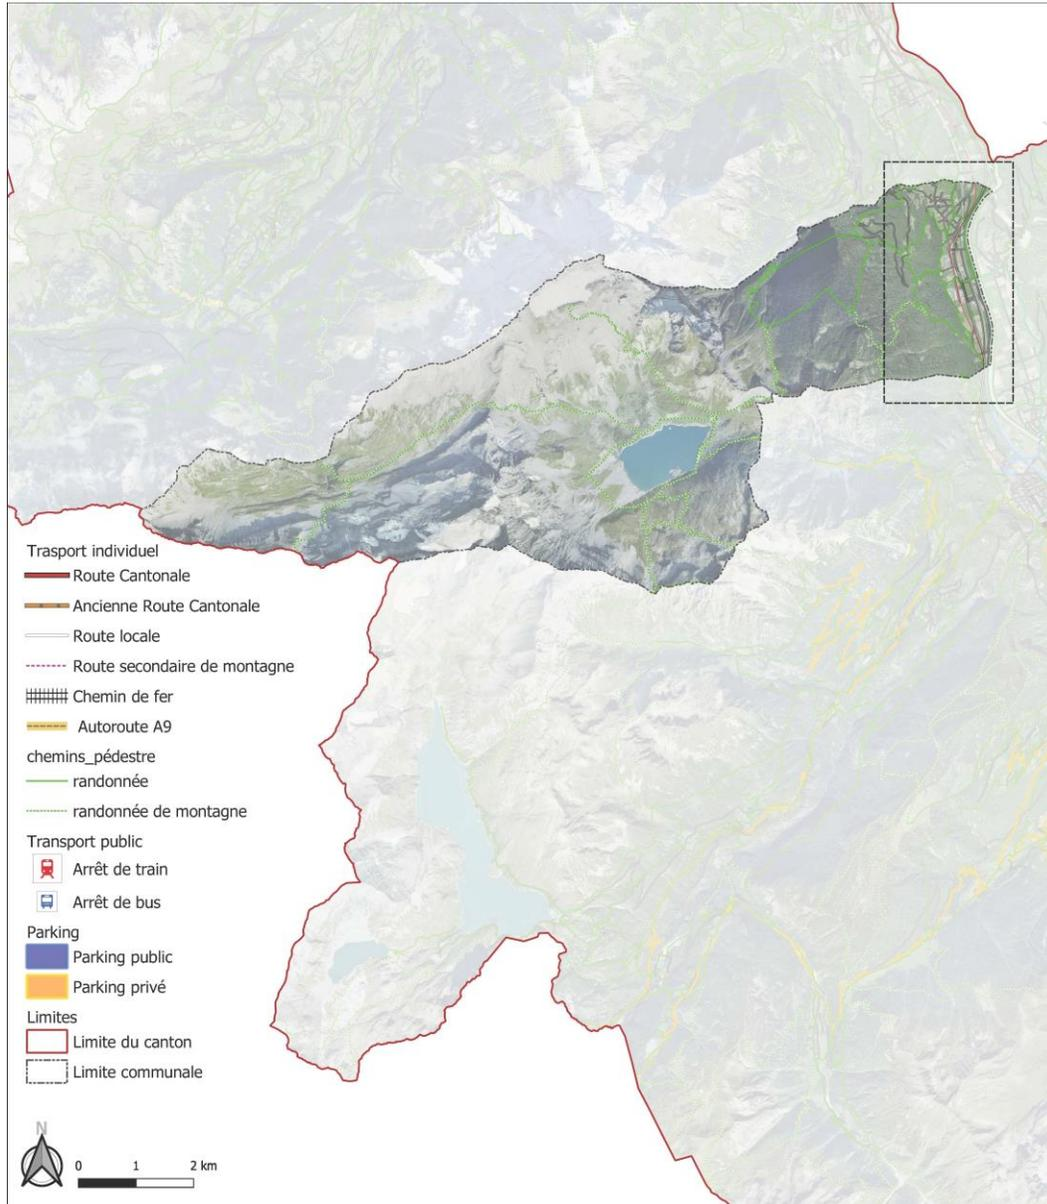 Trasport individuel
Route Cantonale
Ancienne Route Cantonale
Route locale
Route secondaire de montagne
Chemin de fer
Autoroute A9
chemins_pédestre
randonnée
randonnée de montagne
Transport public
Arrêt de train
Arrêt de bus
Parking
Parking public
Parking privé
Limites
Limite du canton
Limite communale
N
0 1 2 km